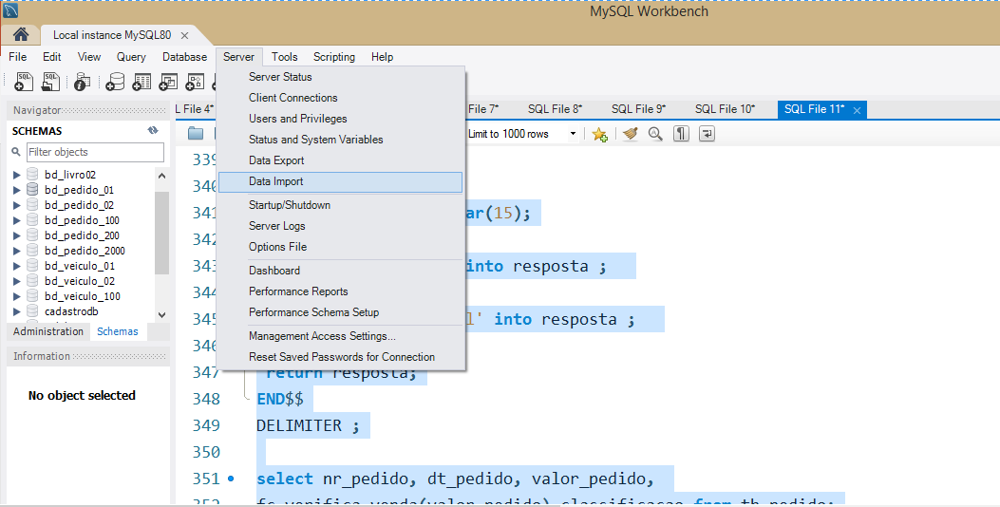 MySQL Workbench
Local instance MySQL80
File Edit View Query Database Server Tools Scripting Help
Server Status
Client Connections
Users and Privileges
Status and System Variables
Data Export
Data Import
Startup/Shutdown
Server Logs
Options File
Dashboard
Performance Reports
Performance Schema Setup
Management Access Settings...
Reset Saved Passwords for Connection
Navigator
SCHEMAS
Filter objects
bd_livro02
bd_pedido_01
bd_pedido_02
bd_pedido_100
bd_pedido_200
bd_pedido_2000
bd_veiculo_01
bd_veiculo_02
bd_veiculo_100
cadastrodb
Administration Schemas
Information
No object selected
L File 4* File 7* SQL File 8* SQL File 9* SQL File 10* SQL File 11*
Limit to 1000 rows
339
340
341 ar(15);
342
343 into resposta ;
344
345 l' into resposta ;
346
347 return resposta;
348 END$$
349 DELIMITER ;
350
351 select nr_pedido, dt_pedido, valor_pedido,
352 fc_verifica_venda(valor_pedido) classificacao from tb_pedido;